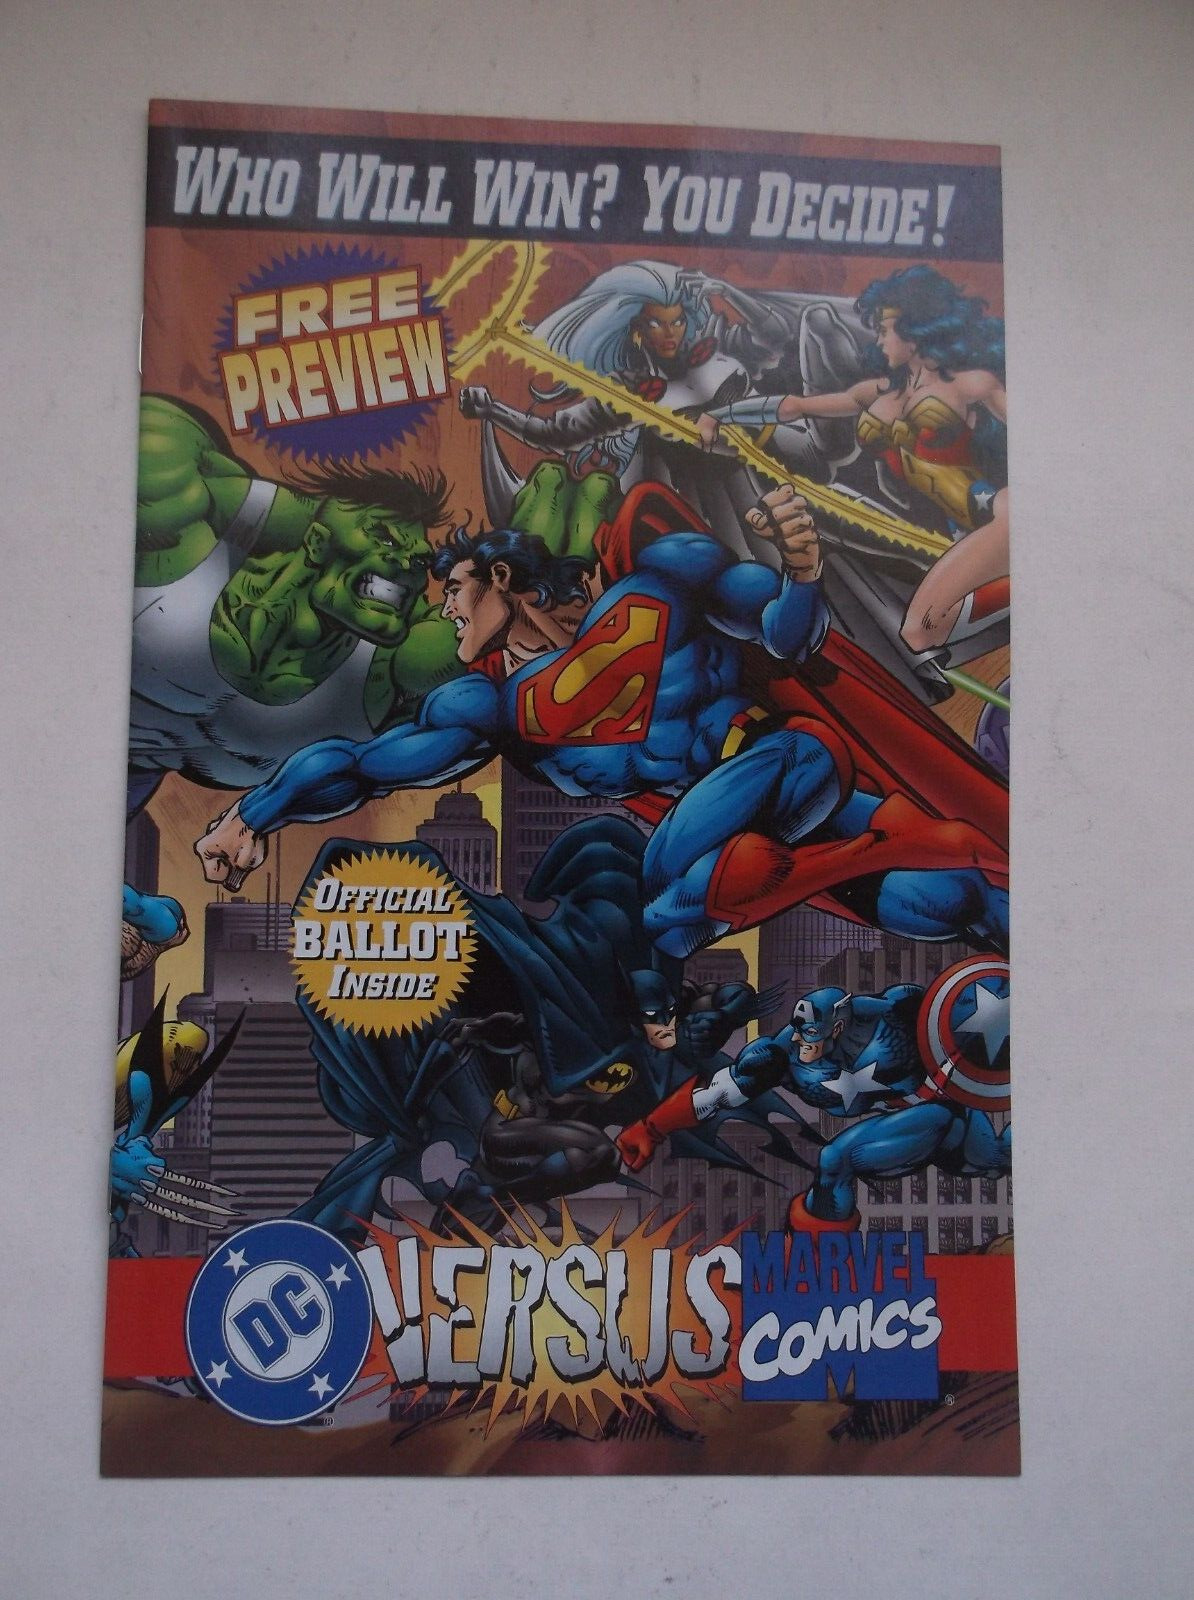 WHO WILL WIN? YOU DECIDE!
FREE
PREVIEW
OFFICIAL
BALLOT
INSIDE
DC
VERSUS
MARVEL
COMICS